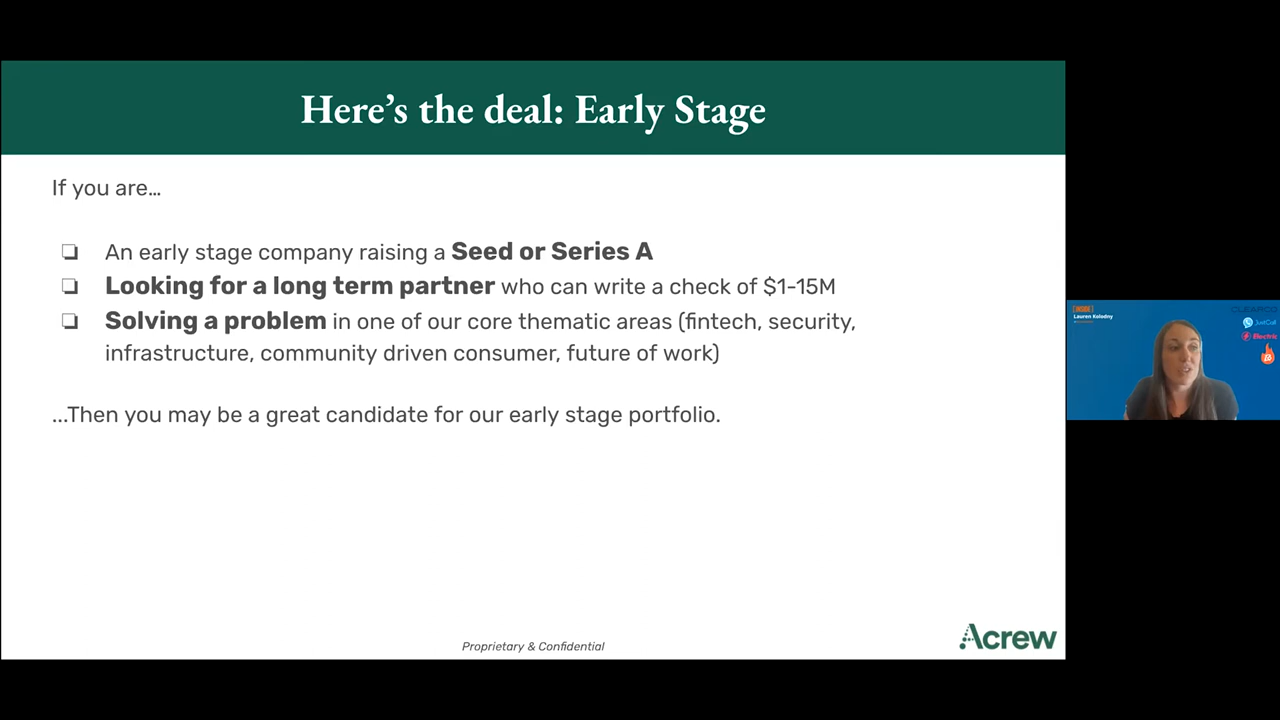 Here’s the deal: Early Stage
If you are…
❏ An early stage company raising a Seed or Series A
❏ Looking for a long term partner who can write a check of $1-15M
❏ Solving a problem in one of our core thematic areas (fintech, security,
infrastructure, community driven consumer, future of work)
...Then you may be a great candidate for our early stage portfolio.
Proprietary & Confidential
Acrew
Lauren Kolodny
JustCall
Electric